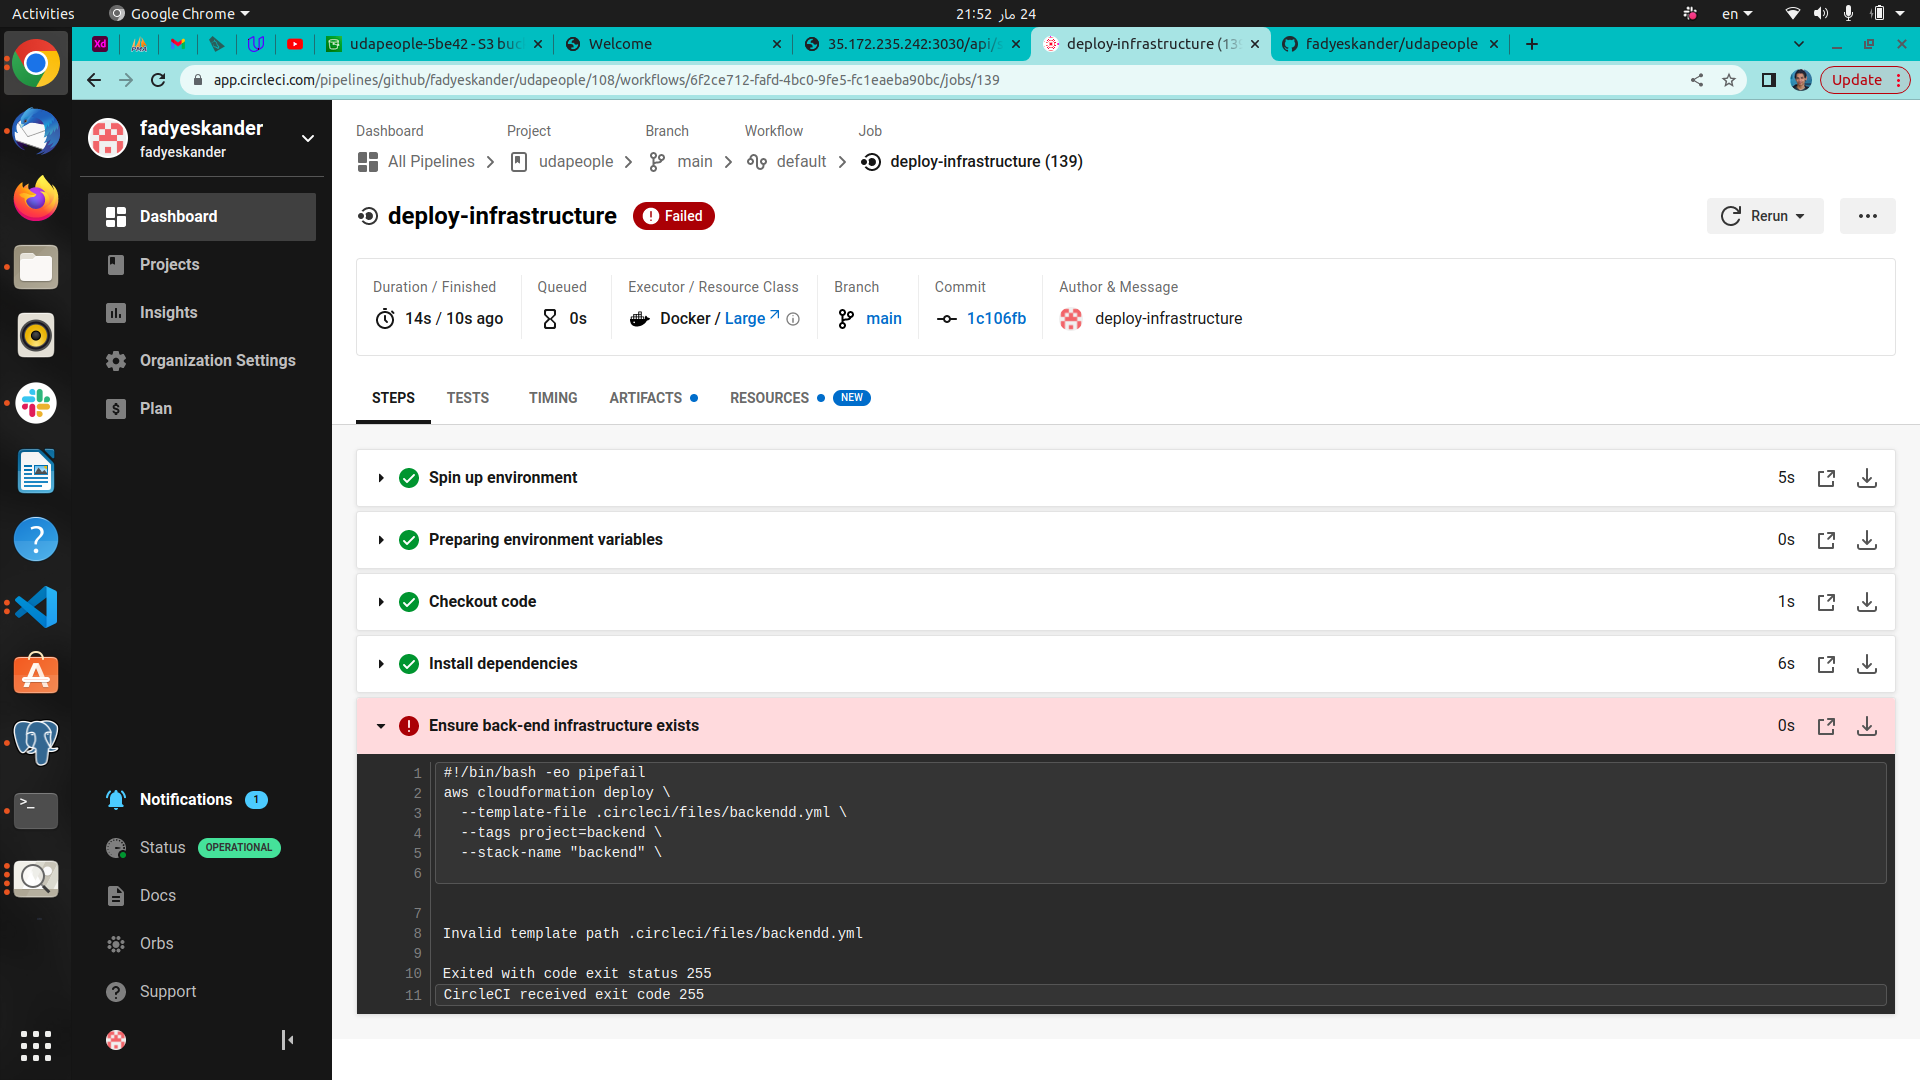 Activities
Google Chrome
21:52 24 مار
en
Xd
PMA
udapeople-5be42 - S3 buc
Welcome
35.172.235.242:3030/api/s
deploy-infrastructure (139
fadyeskander/udapeople
app.circleci.com/pipelines/github/fadyeskander/udapeople/108/workflows/6f2ce712-fafd-4bc0-9fe5-fc1eaeba90bc/jobs/139
Update
fadyeskander
fadyeskander
Dashboard
Projects
Insights
Organization Settings
Plan
Notifications 1
Status OPERATIONAL
Docs
Orbs
Support
Dashboard Project Branch Workflow Job
All Pipelines udapeople main default deploy-infrastructure (139)
deploy-infrastructure Failed
Rerun
Duration / Finished Queued Executor / Resource Class Branch Commit Author & Message
14s / 10s ago 0s Docker / Large main 1c106fb deploy-infrastructure
STEPS TESTS TIMING ARTIFACTS RESOURCES NEW
Spin up environment 5s
Preparing environment variables 0s
Checkout code 1s
Install dependencies 6s
Ensure back-end infrastructure exists 0s
1 #!/bin/bash -eo pipefail
2 aws cloudformation deploy \
3 --template-file .circleci/files/backendd.yml \
4 --tags project=backend \
5 --stack-name "backend" \
6
7
8 Invalid template path .circleci/files/backendd.yml
9
10 Exited with code exit status 255
11 CircleCI received exit code 255